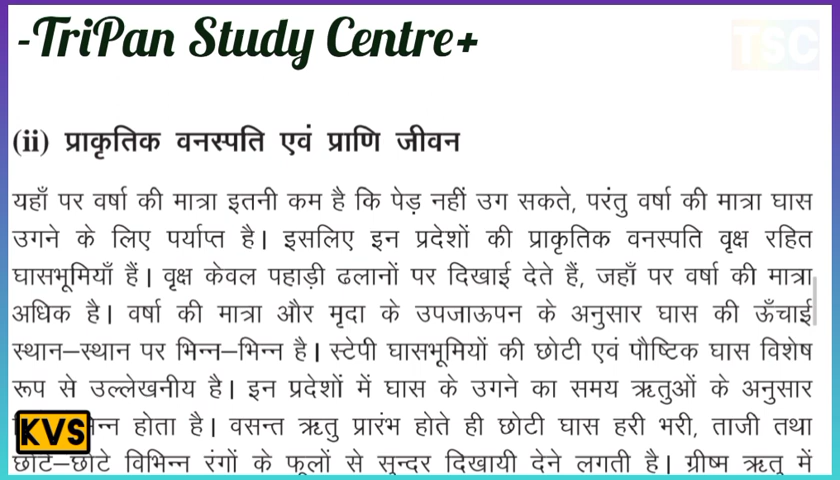 -TriPan Study Centre+
TSC
(ii) प्राकृतिक वनस्पति एवं प्राणि जीवन
यहाँ पर वर्षा की मात्रा इतनी कम है कि पेड़ नहीं उग सकते, परंतु वर्षा की मात्रा घास
उगने के लिए पर्याप्त है। इसलिए इन प्रदेशों की प्राकृतिक वनस्पति वृक्ष रहित
घासभूमियाँ हैं। वृक्ष केवल पहाड़ी ढलानों पर दिखाई देते हैं, जहाँ पर वर्षा की मात्रा
अधिक है। वर्षा की मात्रा और मृदा के उपजाऊपन के अनुसार घास की ऊँचाई
स्थान–स्थान पर भिन्न–भिन्न है। स्टेपी घासभूमियों की छोटी एवं पौष्टिक घास विशेष
रूप से उल्लेखनीय है। इन प्रदेशों में घास के उगने का समय ऋतुओं के अनुसार
KVS होता है। वसन्त ऋतु प्रारंभ होते ही छोटी घास हरी भरी, ताजी तथा
छोटे–छोटे विभिन्न रंगों के फूलों से सुन्दर दिखायी देने लगती है। ग्रीष्म ऋतु में